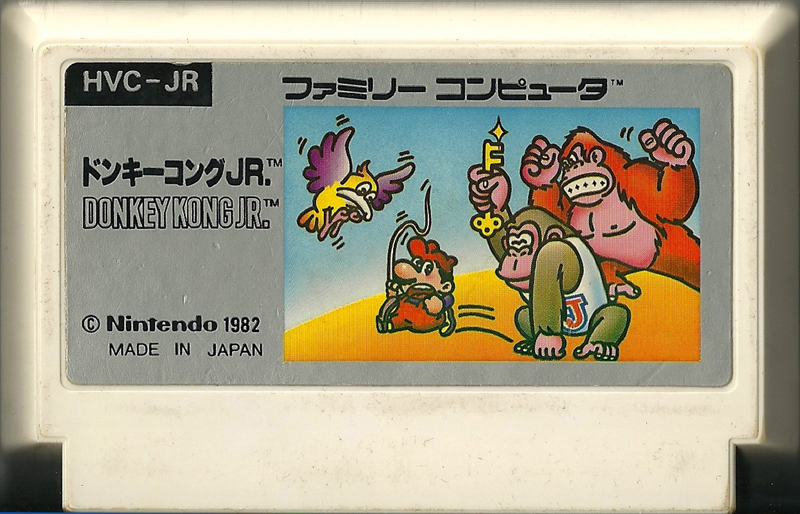 HVC-JR
ファミリー コンピュータ™
ドンキーコングJR.™
DONKEY KONG JR.™
© Nintendo 1982
MADE IN JAPAN
J